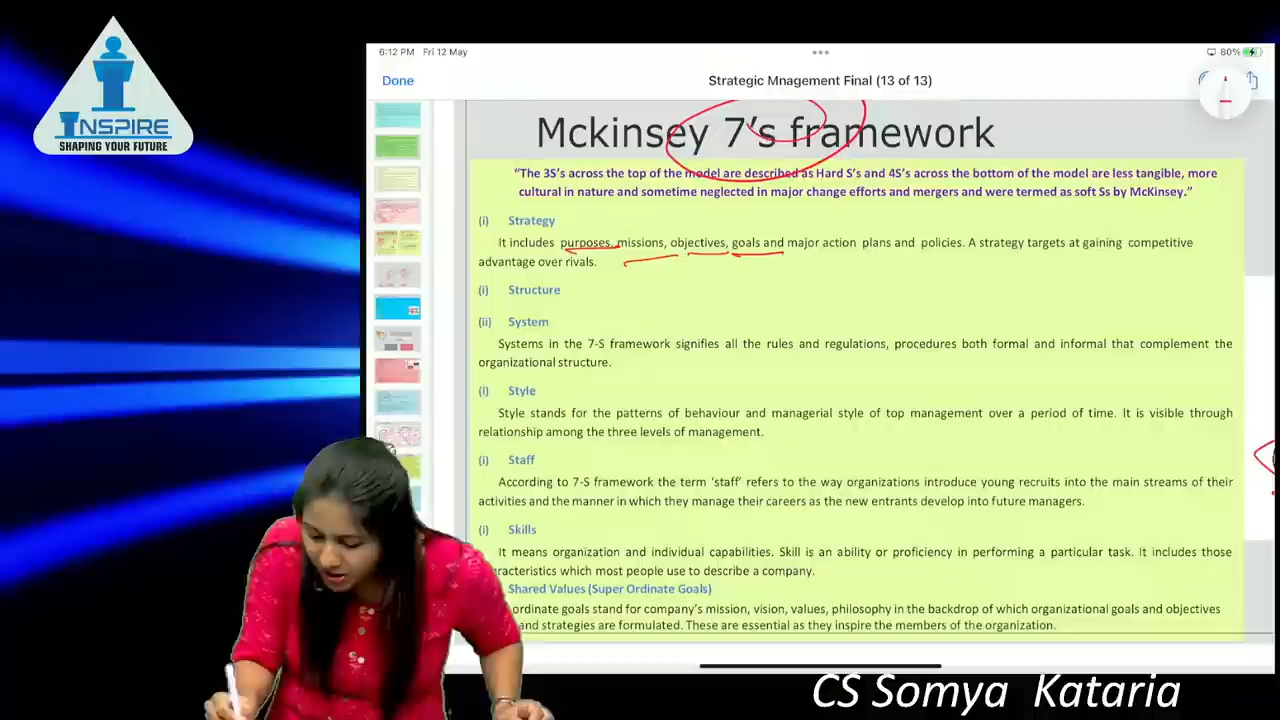 INSPIRE
SHAPING YOUR FUTURE
6:12 PM Fri 12 May
80%
Done
Strategic Mnagement Final (13 of 13)
Mckinsey 7's framework
“The 3S's across the top of the model are described as Hard S's and 4S's across the bottom of the model are less tangible, more
cultural in nature and sometime neglected in major change efforts and mergers and were termed as soft Ss by McKinsey.”
(i) Strategy
It includes purposes, missions, objectives, goals and major action plans and policies. A strategy targets at gaining competitive
advantage over rivals.
(i) Structure
(ii) System
Systems in the 7-S framework signifies all the rules and regulations, procedures both formal and informal that complement the
organizational structure.
(i) Style
Style stands for the patterns of behaviour and managerial style of top management over a period of time. It is visible through
relationship among the three levels of management.
(i) Staff
According to 7-S framework the term ‘staff’ refers to the way organizations introduce young recruits into the main streams of their
activities and the manner in which they manage their careers as the new entrants develop into future managers.
(i) Skills
It means organization and individual capabilities. Skill is an ability or proficiency in performing a particular task. It includes those
which most people use to describe a company.
Shared Values (Super Ordinate Goals)
ordinate goals stand for company's mission, vision, values, philosophy in the backdrop of which organizational goals and objectives
and strategies are formulated. These are essential as they inspire the members of the organization.
CS Somya Kataria